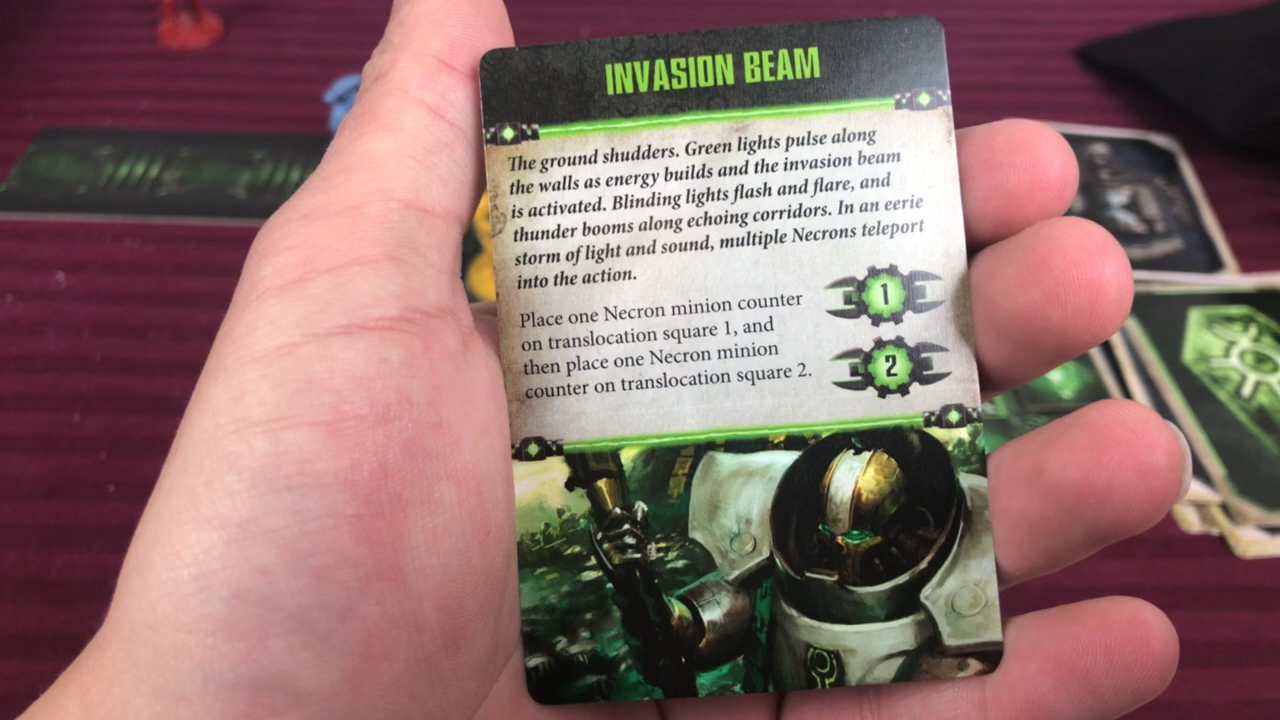 INVASION BEAM
The ground shudders. Green lights pulse along
the walls as energy builds and the invasion beam
is activated. Blinding lights flash and flare, and
thunder booms along echoing corridors. In an eerie
storm of light and sound, multiple Necrons teleport
into the action.
Place one Necron minion counter
on translocation square 1, and
then place one Necron minion
counter on translocation square 2.
1
2